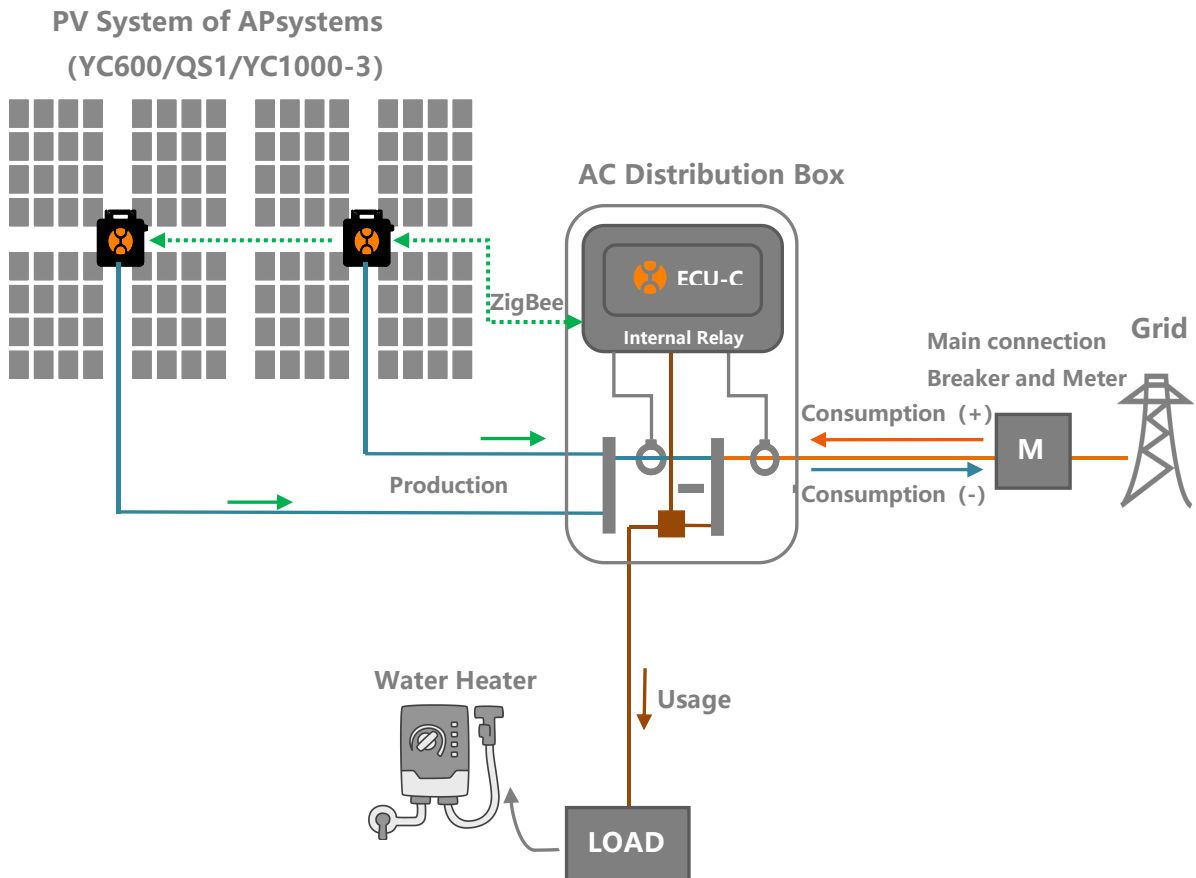 PV System of APsystems
(YC600/QS1/YC1000-3)
AC Distribution Box
ECU-C
ZigBee
Internal Relay
Grid
Main connection
Breaker and Meter
Consumption (+)
M
Production
Consumption (-)
Water Heater
Usage
LOAD